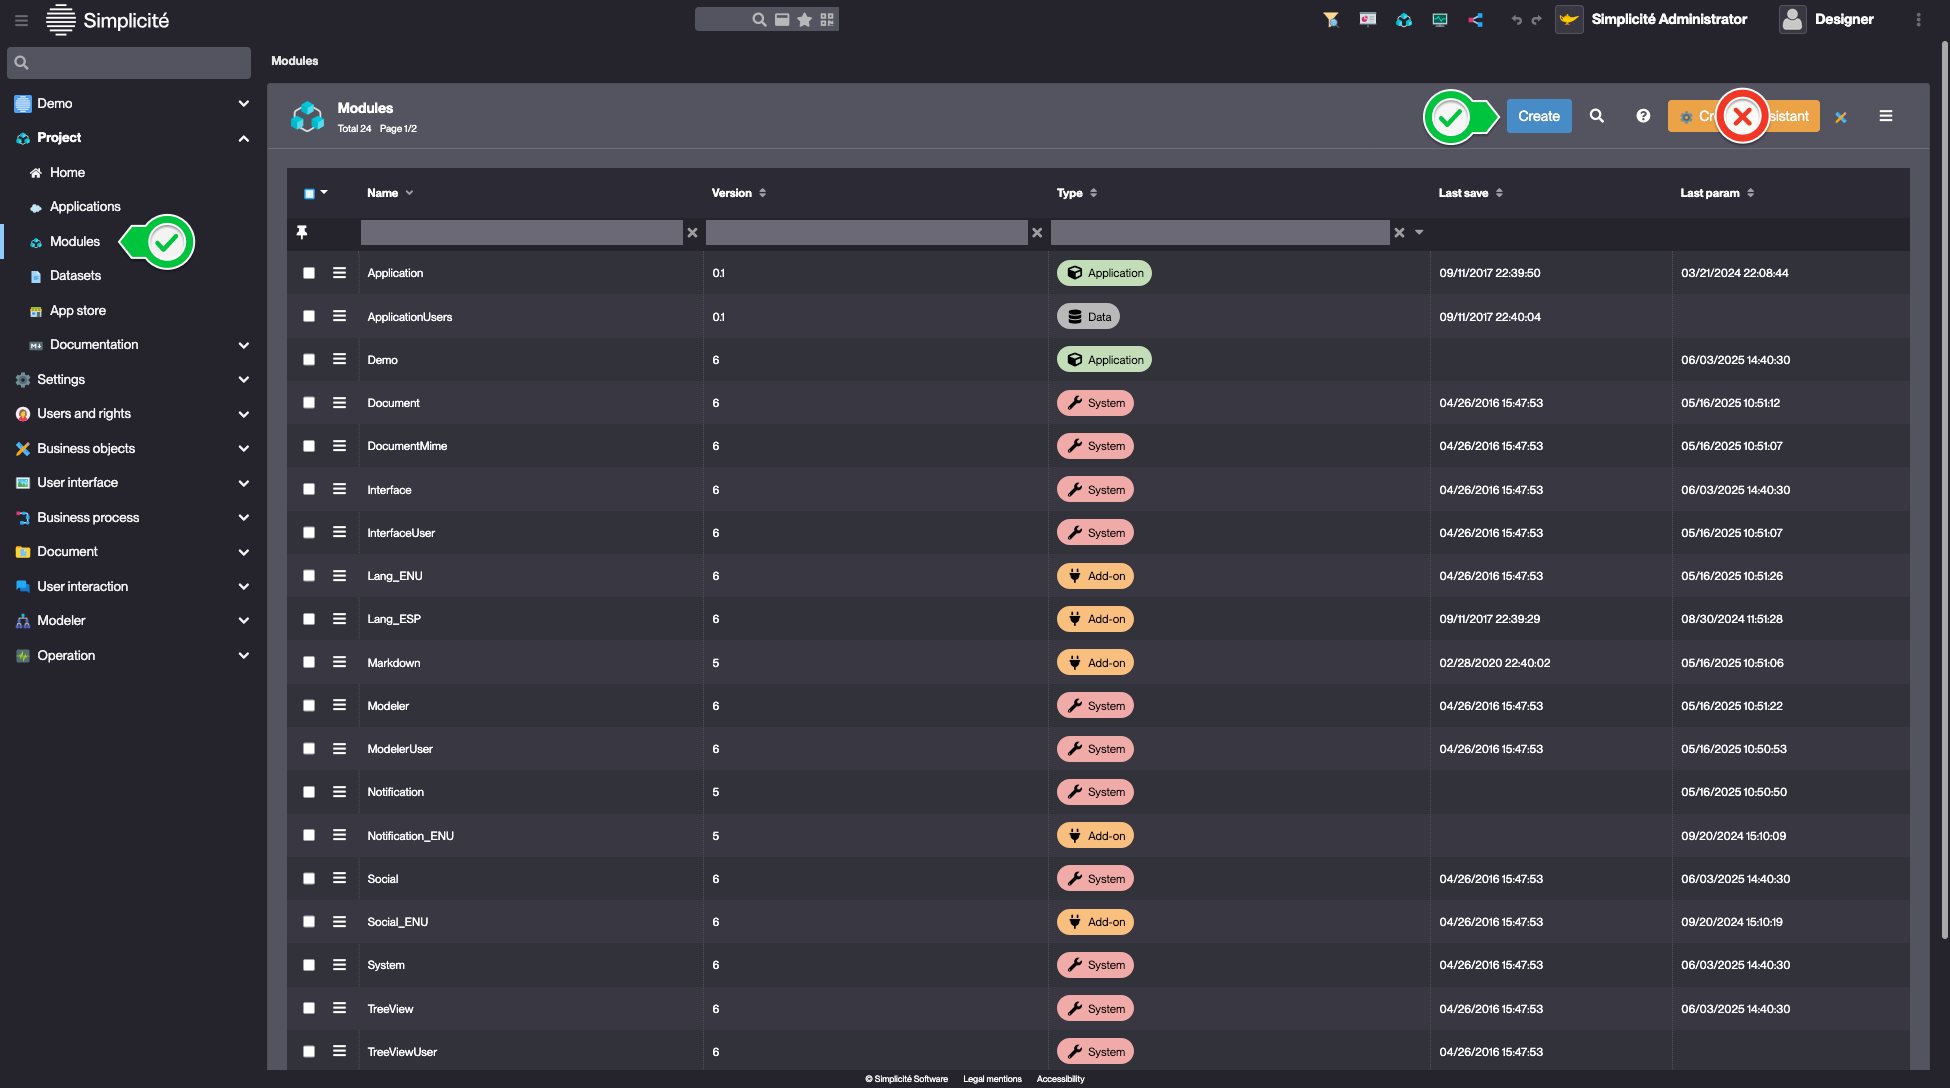 Simplicité
Simplicité Administrator
Designer
Modules
Demo
Project
Home
Applications
Modules
Datasets
App store
Documentation
Settings
Users and rights
Business objects
User interface
Business process
Document
User interaction
Modeler
Operation
Modules
Total 24 Page 1/2
Create
Cr sistant
Name Version Type Last save Last param
Application 0.1 Application 09/11/2017 22:39:50 03/21/2024 22:08:44
ApplicationUsers 0.1 Data 09/11/2017 22:40:04
Demo 6 Application 06/03/2025 14:40:30
Document 6 System 04/26/2016 15:47:53 05/16/2025 10:51:12
DocumentMime 6 System 04/26/2016 15:47:53 05/16/2025 10:51:07
Interface 6 System 04/26/2016 15:47:53 06/03/2025 14:40:30
InterfaceUser 6 System 04/26/2016 15:47:53 05/16/2025 10:51:07
Lang_ENU 6 Add-on 04/26/2016 15:47:53 05/16/2025 10:51:26
Lang_ESP 6 Add-on 09/11/2017 22:39:29 08/30/2024 11:51:28
Markdown 5 Add-on 02/28/2020 22:40:02 05/16/2025 10:51:06
Modeler 6 System 04/26/2016 15:47:53 05/16/2025 10:51:22
ModelerUser 6 System 04/26/2016 15:47:53 05/16/2025 10:50:53
Notification 5 System 05/16/2025 10:50:50
Notification_ENU 5 Add-on 09/20/2024 15:10:09
Social 6 System 04/26/2016 15:47:53 06/03/2025 14:40:30
Social_ENU 6 Add-on 04/26/2016 15:47:53 09/20/2024 15:10:19
System 6 System 04/26/2016 15:47:53 06/03/2025 14:40:30
TreeView 6 System 04/26/2016 15:47:53 06/03/2025 14:40:30
TreeViewUser 6 System 04/26/2016 15:47:53
© Simplicité Software Legal mentions Accessibility